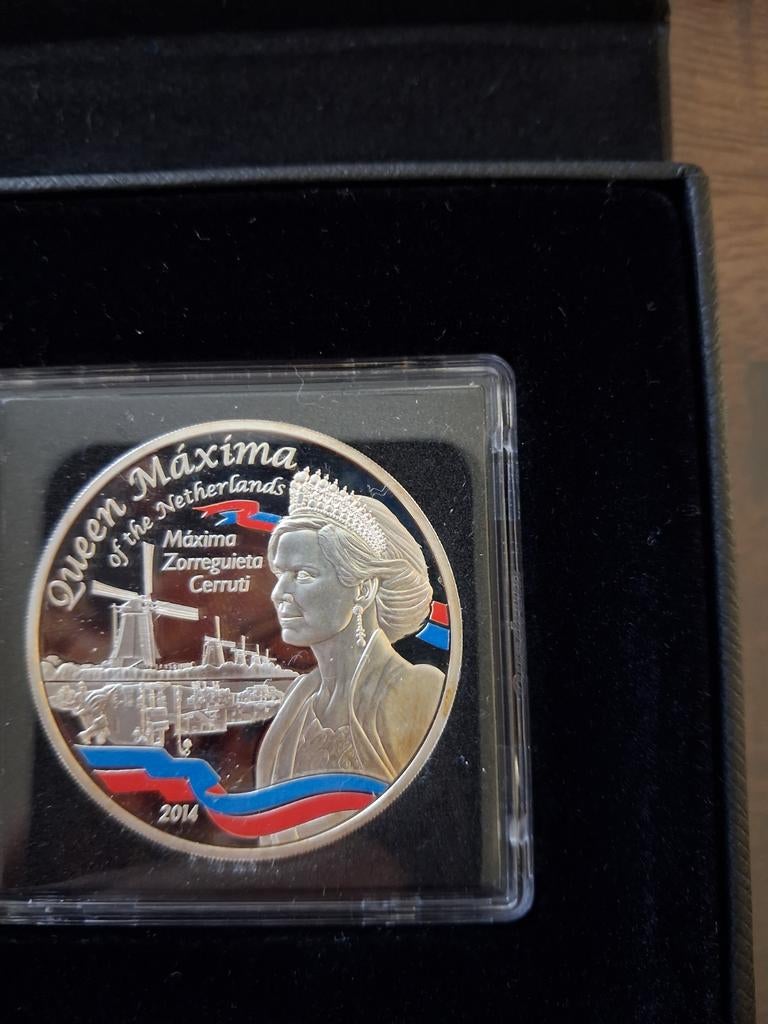 Queen Máxima
of the Netherlands
Máxima
Zorreguieta
Cerruti
2014